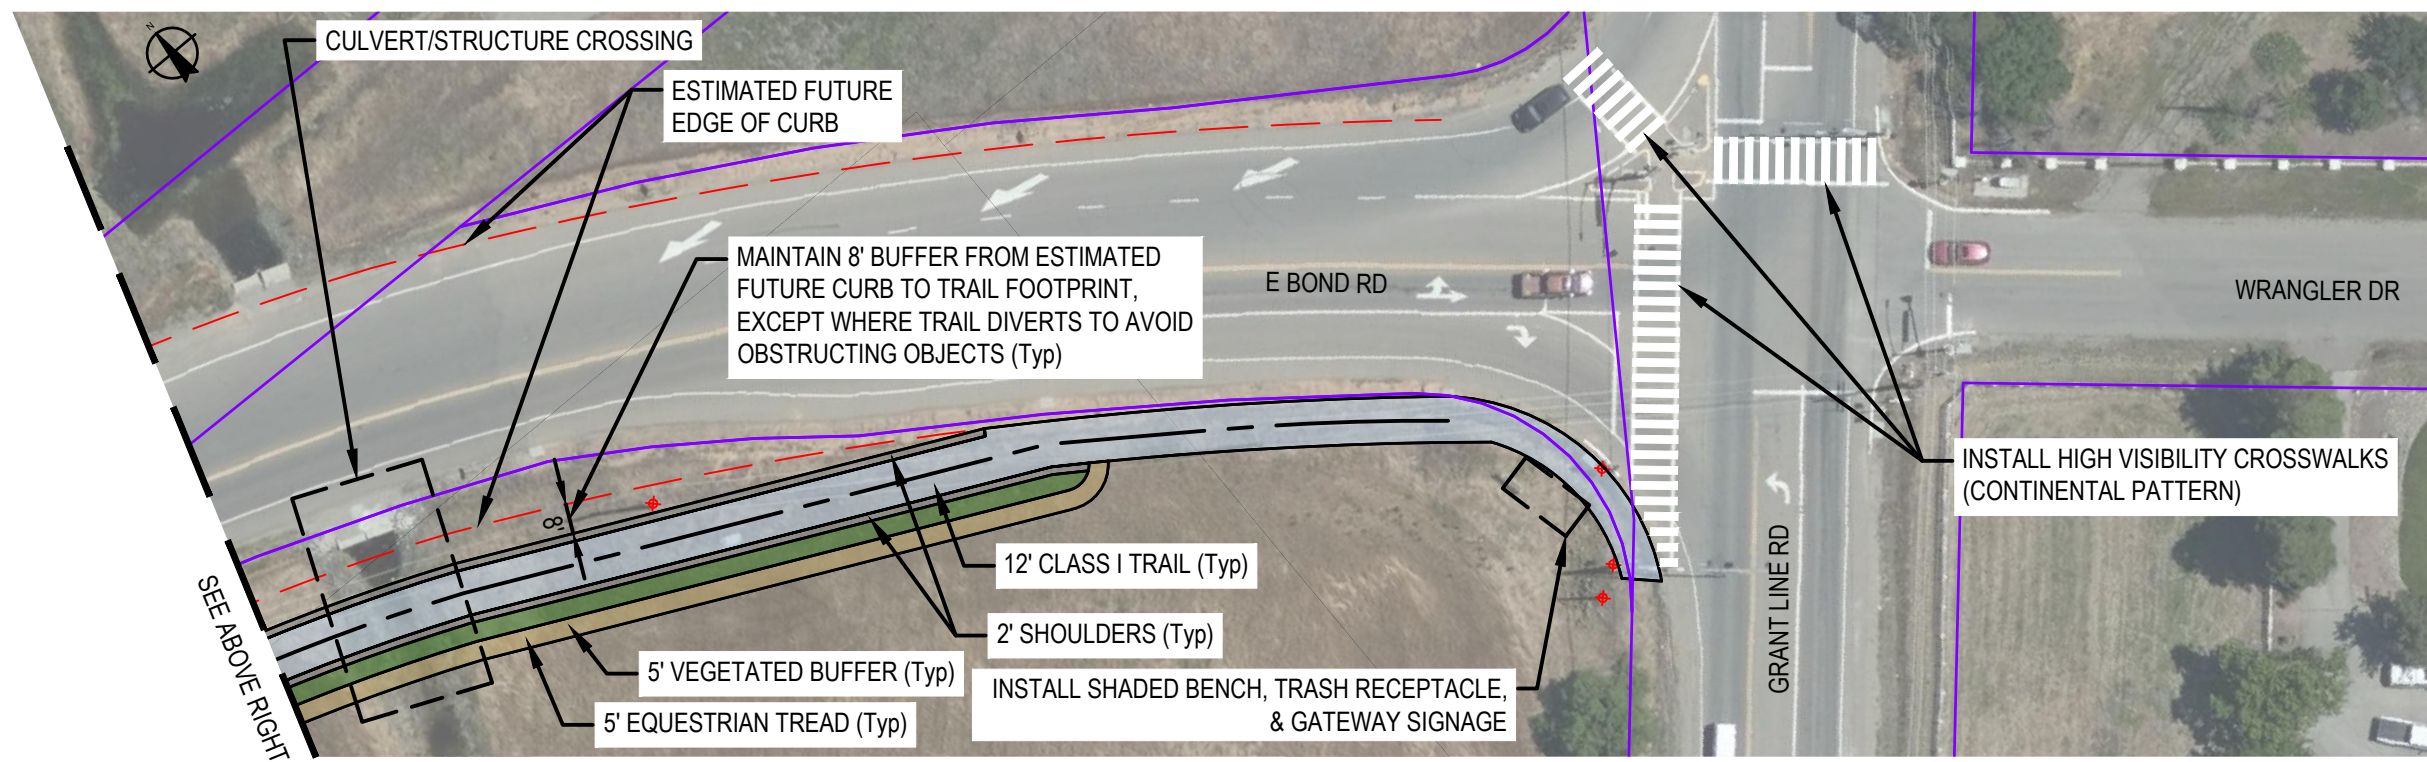 N
CULVERT/STRUCTURE CROSSING
ESTIMATED FUTURE
EDGE OF CURB
MAINTAIN 8' BUFFER FROM ESTIMATED
FUTURE CURB TO TRAIL FOOTPRINT,
EXCEPT WHERE TRAIL DIVERTS TO AVOID
OBSTRUCTING OBJECTS (Typ)
E BOND RD
WRANGLER DR
INSTALL HIGH VISIBILITY CROSSWALKS
(CONTINENTAL PATTERN)
8'
12' CLASS I TRAIL (Typ)
2' SHOULDERS (Typ)
5' VEGETATED BUFFER (Typ)
5' EQUESTRIAN TREAD (Typ)
INSTALL SHADED BENCH, TRASH RECEPTACLE,
& GATEWAY SIGNAGE
GRANT LINE RD
SEE ABOVE RIGHT